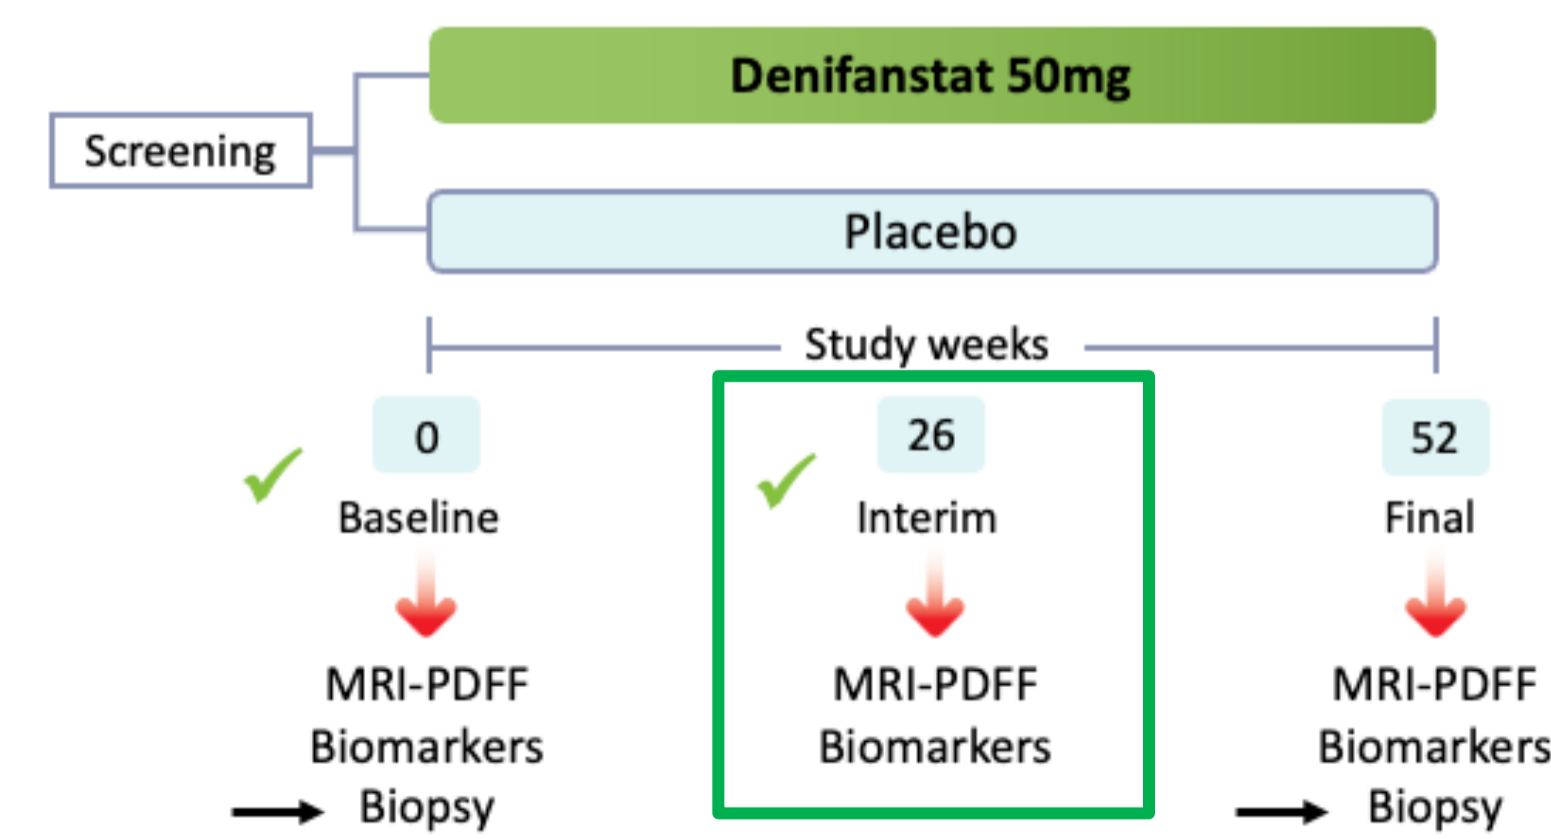 Denifanstat 50mg
Screening
Placebo
Study weeks
0
26
52
Baseline
Interim
Final
MRI-PDFF
MRI-PDFF
MRI-PDFF
Biomarkers
Biomarkers
Biomarkers
Biopsy
Biopsy